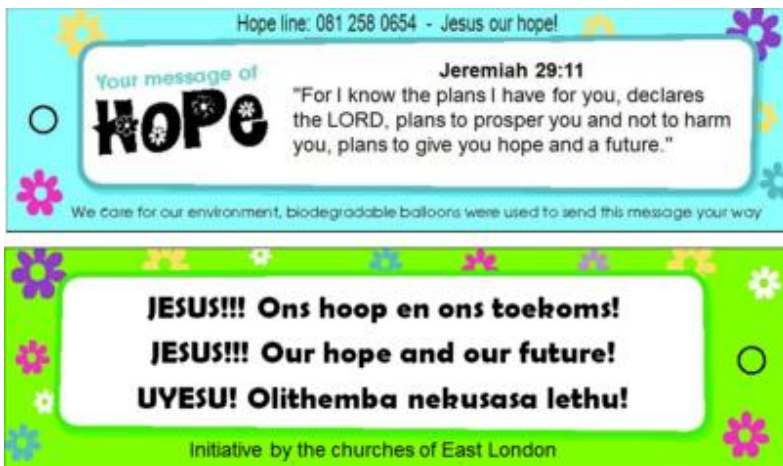 Hope line: 081 258 0654 - Jesus our hope!
Your message of
HOPe
Jeremiah 29:11
"For I know the plans I have for you, declares
the LORD, plans to prosper you and not to harm
you, plans to give you hope and a future."
We care for our environment, biodegradable balloons were used to send this message your way
JESUS!!! Ons hoop en ons toekoms!
JESUS!!! Our hope and our future!
UYESU! Olithemba nekusasa lethu!
Initiative by the churches of East London